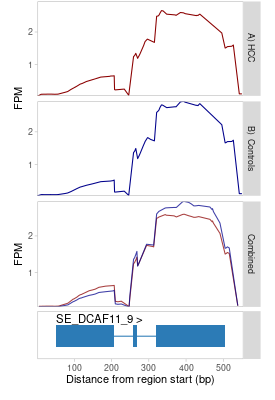 2
1
FPM
A) HCC
2
1
B) Controls
2
1
FPM
Combined
SE_DCAF11_9 >
100 200 300 400 500
Distance from region start (bp)